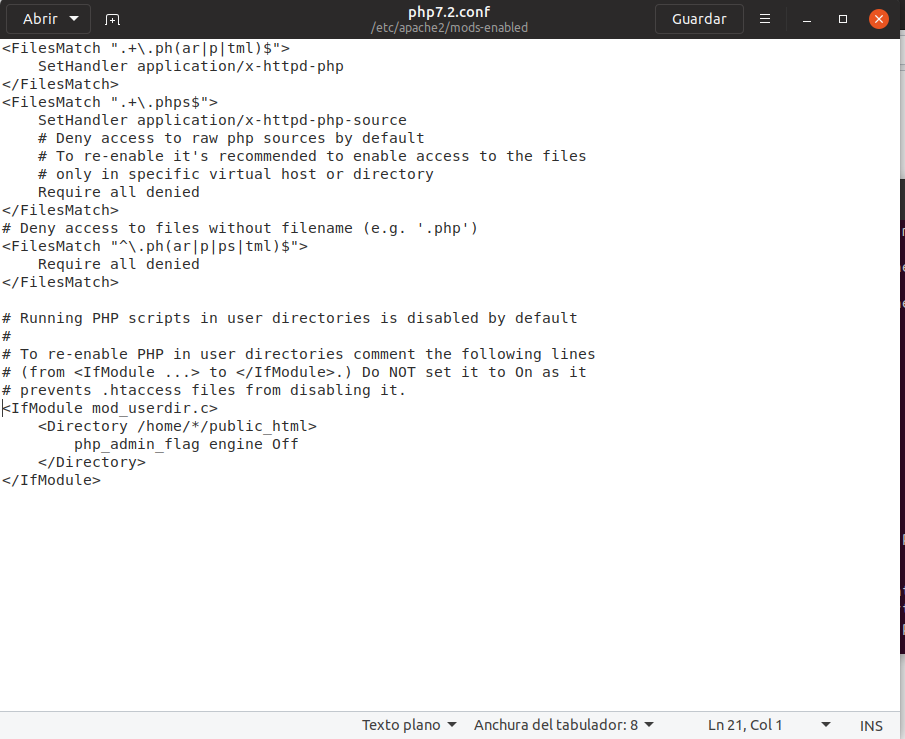 Abrir
php7.2.conf
/etc/apache2/mods-enabled
Guardar
<FilesMatch ".+\.ph(ar|p|tml)$">
    SetHandler application/x-httpd-php
</FilesMatch>
<FilesMatch ".+\.phps$">
    SetHandler application/x-httpd-php-source
    # Deny access to raw php sources by default
    # To re-enable it's recommended to enable access to the files
    # only in specific virtual host or directory
    Require all denied
</FilesMatch>
# Deny access to files without filename (e.g. '.php')
<FilesMatch "^\.ph(ar|p|ps|tml)$">
    Require all denied
</FilesMatch>

# Running PHP scripts in user directories is disabled by default
#
# To re-enable PHP in user directories comment the following lines
# (from <IfModule ...> to </IfModule>.) Do NOT set it to On as it
# prevents .htaccess files from disabling it.
<IfModule mod_userdir.c>
    <Directory /home/*/public_html>
        php_admin_flag engine Off
    </Directory>
</IfModule>
Texto plano
Anchura del tabulador: 8
Ln 21, Col 1
INS